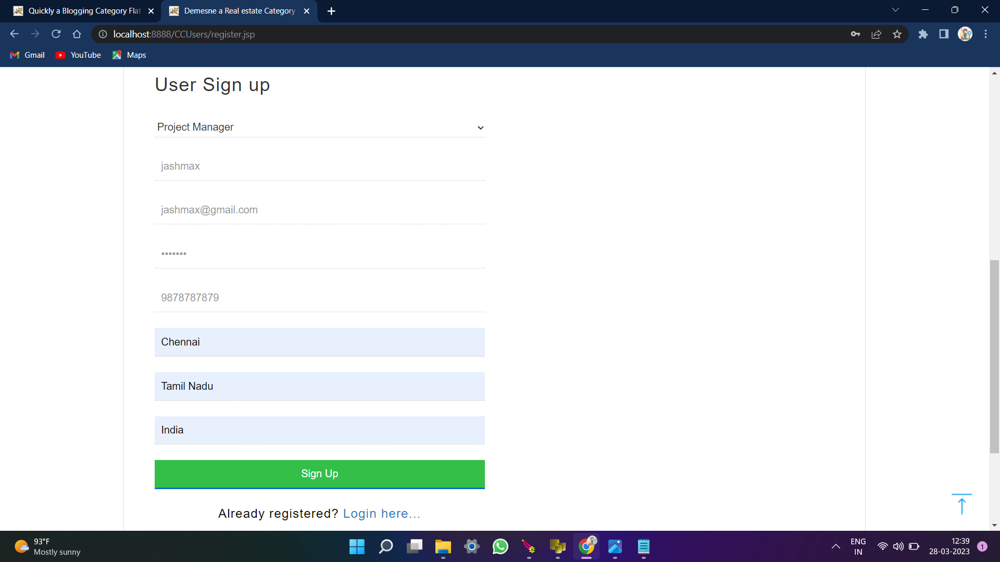 Quickly a Blogging Category Flat
Demesne a Real estate Category
localhost:8888/CCUsers/register.jsp
Gmail
YouTube
Maps
User Sign up
Project Manager
jashmax
jashmax@gmail.com
•••••••
9878787879
Chennai
Tamil Nadu
India
Sign Up
Already registered? Login here...
93°F
Mostly sunny
ENG
IN
12:39
28-03-2023
1